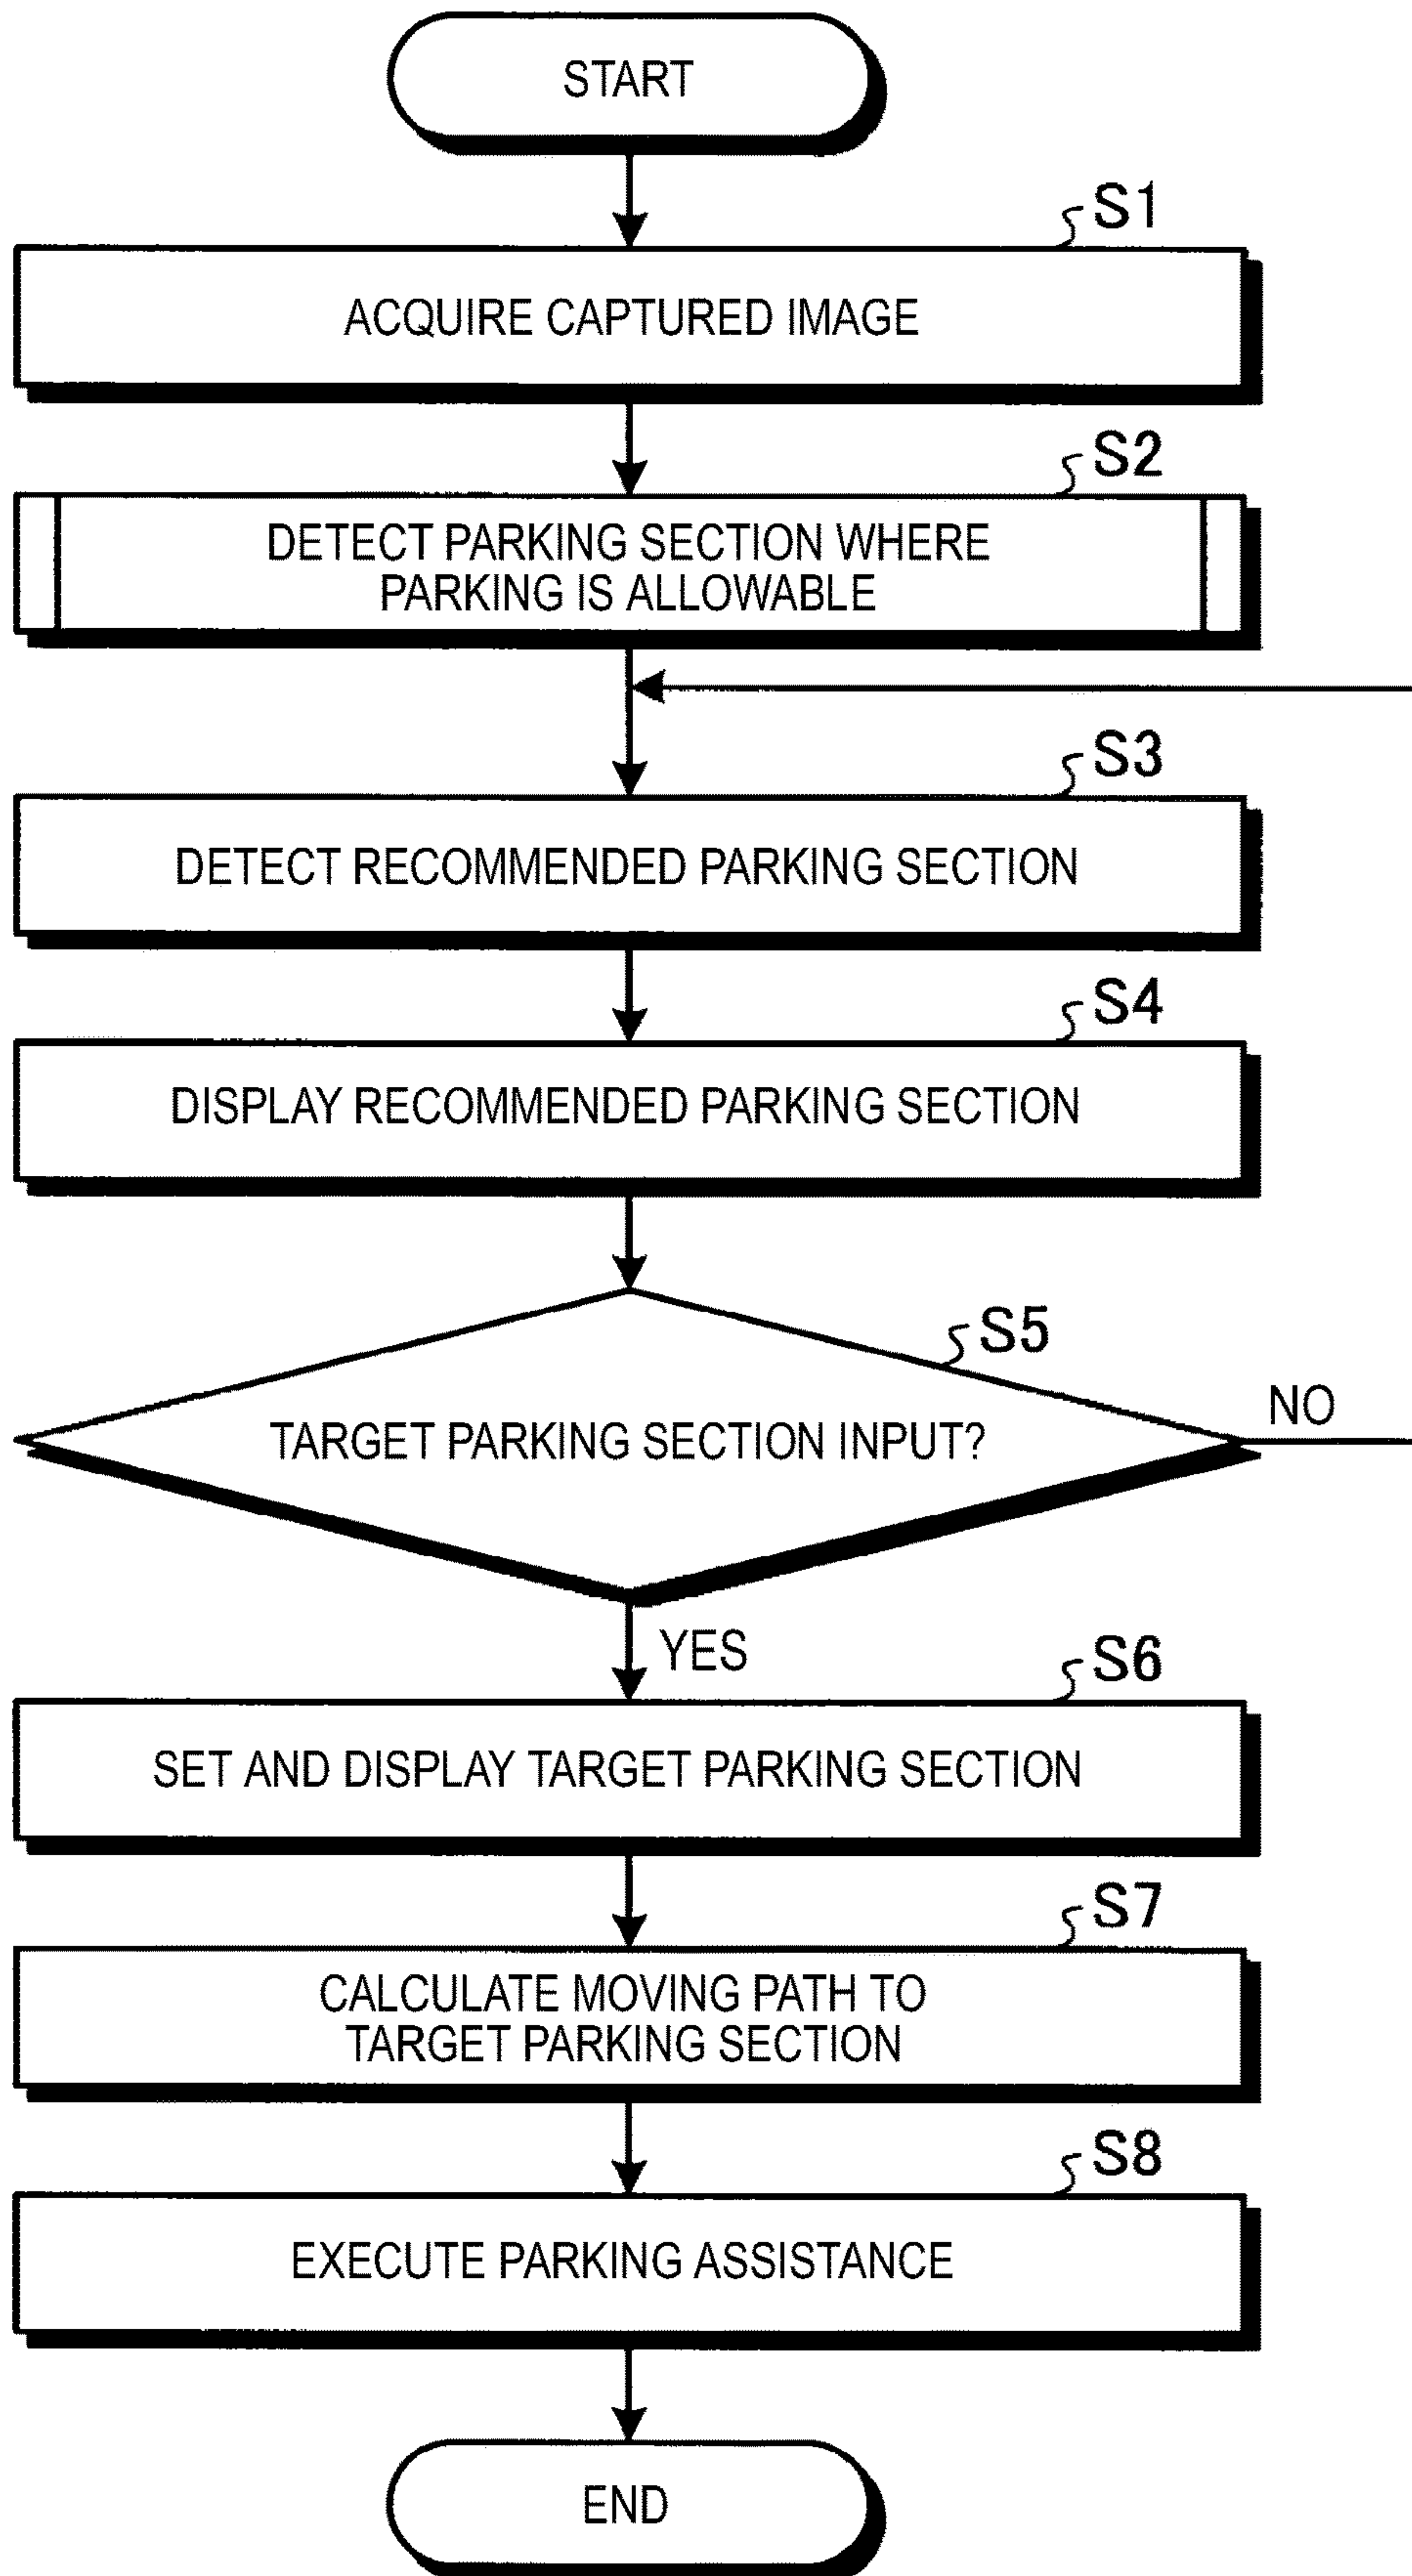 START
S1
ACQUIRE CAPTURED IMAGE
S2
DETECT PARKING SECTION WHERE
PARKING IS ALLOWABLE
S3
DETECT RECOMMENDED PARKING SECTION
S4
DISPLAY RECOMMENDED PARKING SECTION
S5
TARGET PARKING SECTION INPUT?
NO
YES
S6
SET AND DISPLAY TARGET PARKING SECTION
S7
CALCULATE MOVING PATH TO
TARGET PARKING SECTION
S8
EXECUTE PARKING ASSISTANCE
END